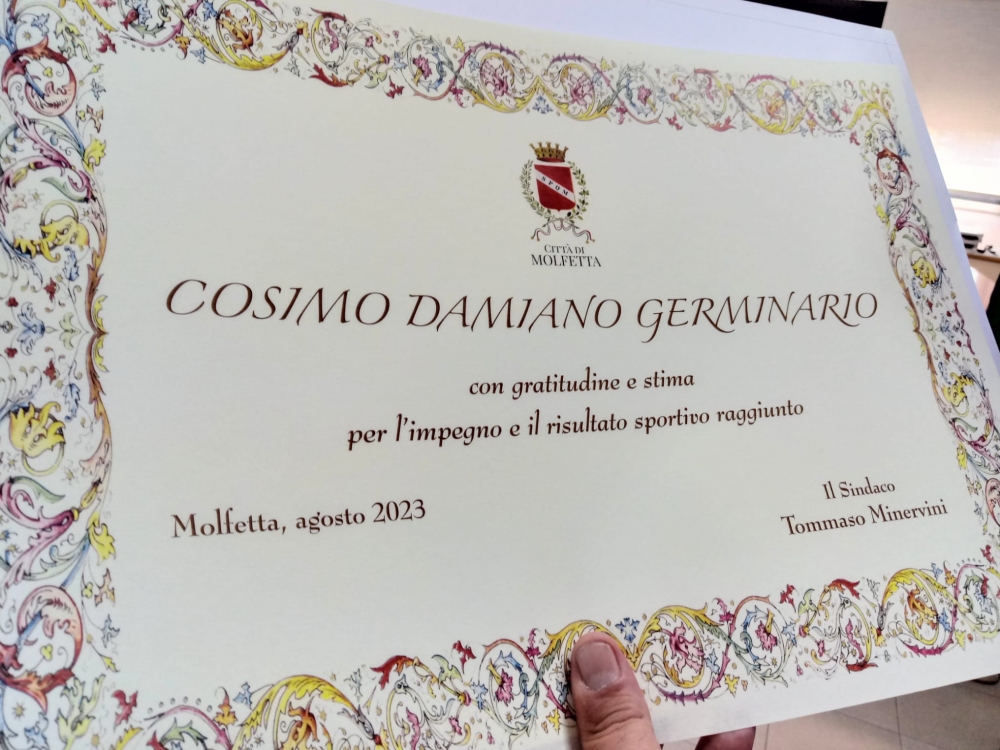 SPQM
CITTÀ DI
MOLFETTA
COSIMO DAMIANO GERMINARIO
con gratitudine e stima
per l'impegno e il risultato sportivo raggiunto
Molfetta, agosto 2023
Il Sindaco
Tommaso Minervini